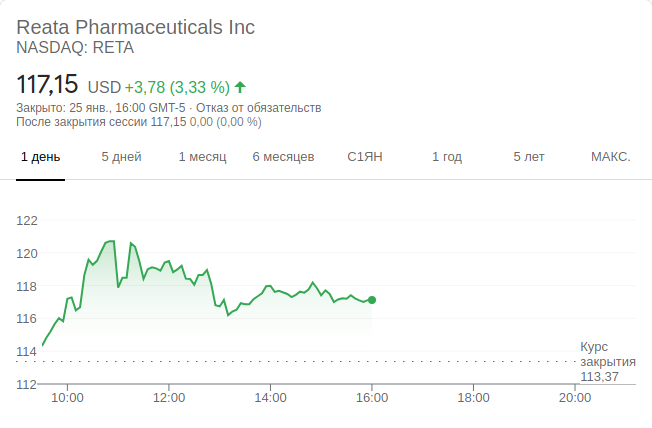 Reata Pharmaceuticals Inc
NASDAQ: RETA
117,15 USD +3,78 (3,33 %)
Закрыто: 25 янв., 16:00 GMT-5 · Отказ от обязательств
После закрытия сессии 117,15 0,00 (0,00 %)
1 день 5 дней 1 месяц 6 месяцев С1ЯН 1 год 5 лет МАКС.
122
120
118
116
114
112
Курс
закрытия
113,37
10:00 12:00 14:00 16:00 18:00 20:00